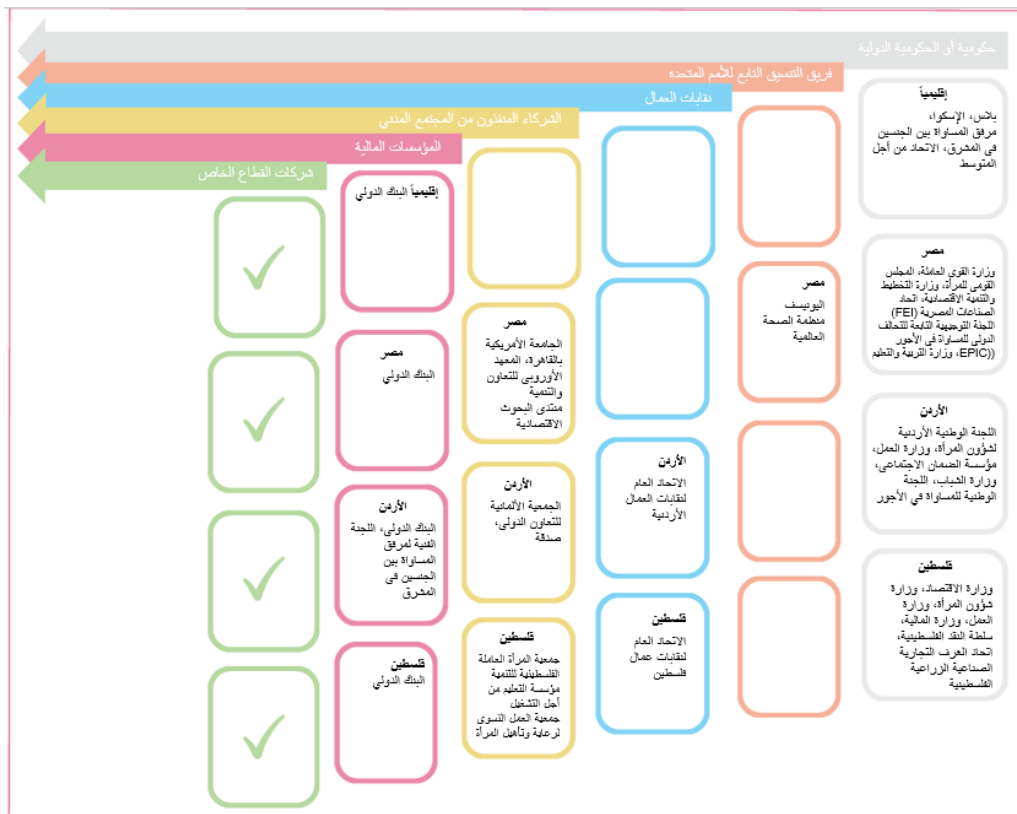 حكومية أو الحكومية الدولية
فريق التنسيق التابع للأمم المتحدة
نقابات العمال
الشركاء المنفذون من المجتمع المدني
المؤسسات المالية
شركات القطاع الخاص
إقليمياً
بلاس، الإسكوا،
مرفق المساواة بين الجنسين
في المشرق، الاتحاد من أجل
المتوسط
مصر
وزارة القوى العاملة، المجلس
القومي للمرأة، وزارة التخطيط
والتنمية الاقتصادية، اتحاد
الصناعات المصرية (FEI)
اللجنة التوجيهية التابعة للتحالف
الدولي للمساواة في الأجور
((EPIC، وزارة التربية والتعليم
الأردن
اللجنة الوطنية الأردنية
لشؤون المرأة، وزارة العمل،
مؤسسة الضمان الاجتماعي،
وزارة الشباب، اللجنة
الوطنية للمساواة في الأجور
فلسطين
وزارة الاقتصاد، وزارة
شؤون المرأة، وزارة
العمل، وزارة المالية،
سلطة النقد الفلسطينية،
اتحاد الغرف التجارية
الصناعية الزراعية
الفلسطينية
مصر
اليونيسف
منظمة الصحة
العالمية
الأردن
الاتحاد العام
لنقابات العمال
الأردنية
فلسطين
الاتحاد العام
لنقابات عمال
فلسطين
مصر
الجامعة الأمريكية
بالقاهرة، المعهد
الأوروبي للتعاون
والتنمية
منتدى البحوث
الاقتصادية
الأردن
الجمعية الألمانية
للتعاون الدولي،
صدقة
فلسطين
جمعية المرأة العاملة
الفلسطينية للتنمية
مؤسسة التعليم من
أجل التشغيل
جمعية العمل النسوي
لرعاية وتأهيل المرأة
إقليمياً البنك الدولي
مصر
البنك الدولي
الأردن
البنك الدولي، اللجنة
الفنية لمرفق
المساواة بين
الجنسين في
المشرق
فلسطين
البنك الدولي